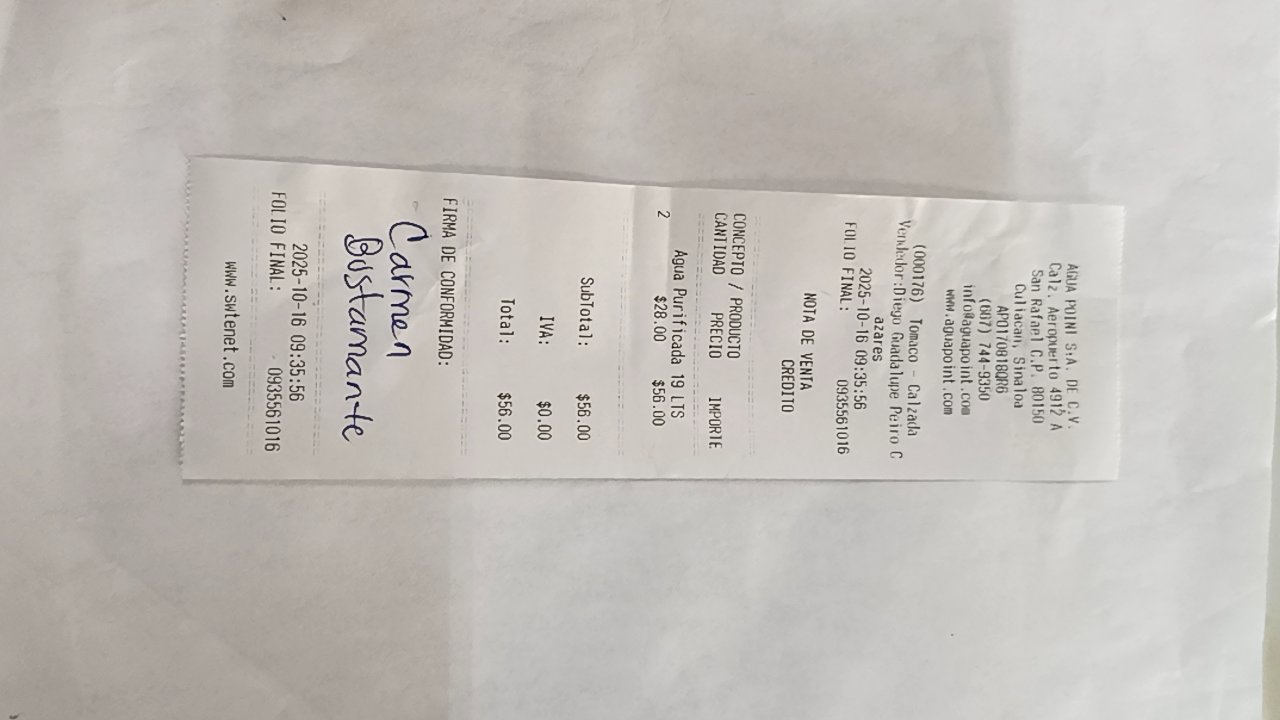 AGUA POINT S.A. DE C.V.
Calz. Aeropuerto 4912 A
San Rafael C.P. 80150
Culiacan, Sinaloa
APO170818QR6
(667) 744-9350
info@aguapoint.com
www.aguapoint.com
(000176) Tomaco - Calzada
Vendedor:Diego Guadalupe Peiro C
azares
2025-10-16 09:35:56
FOLIO FINAL: 0935561016
NOTA DE VENTA
CREDITO
CONCEPTO / PRODUCTO
CANTIDAD PRECIO IMPORTE
Agua Purificada 19 LTS
2 $28.00 $56.00
SubTotal: $56.00
IVA: $0.00
Total: $56.00
FIRMA DE CONFORMIDAD:
Carmen
Bustamante
2025-10-16 09:35:56
FOLIO FINAL: 0935561016
www.swtenet.com